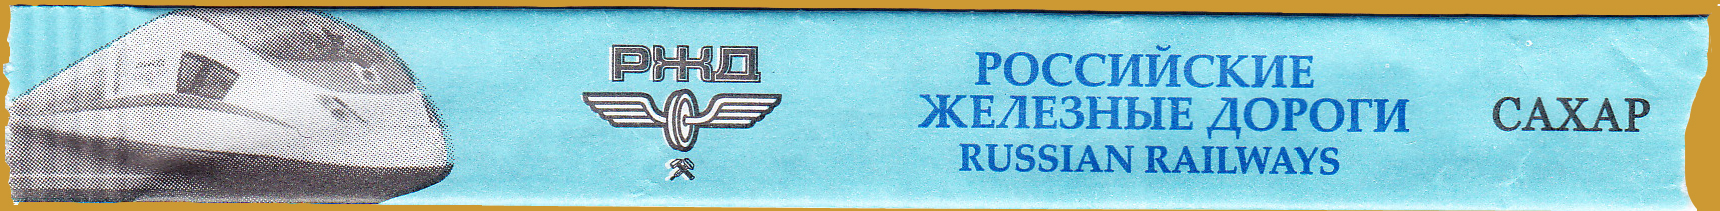 РЖД
РОССИЙСКИЕ
ЖЕЛЕЗНЫЕ ДОРОГИ
RUSSIAN RAILWAYS
САХАР